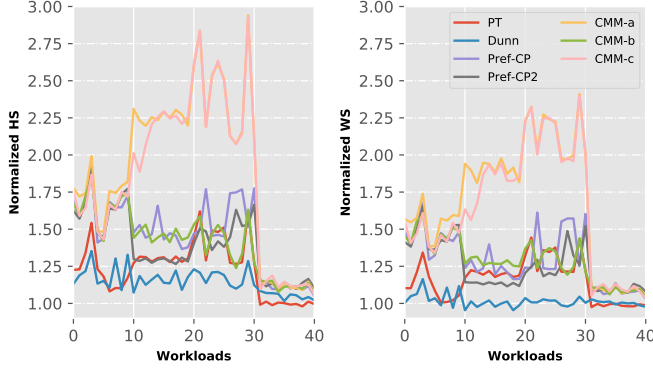 3.00
2.75
2.50
2.25
2.00
1.75
1.50
1.25
1.00
Normalized HS
0 10 20 30 40
Workloads
3.00
2.75
2.50
2.25
2.00
1.75
1.50
1.25
1.00
Normalized WS
0 10 20 30 40
Workloads
PT
Dunn
Pref-CP
Pref-CP2
CMM-a
CMM-b
CMM-c